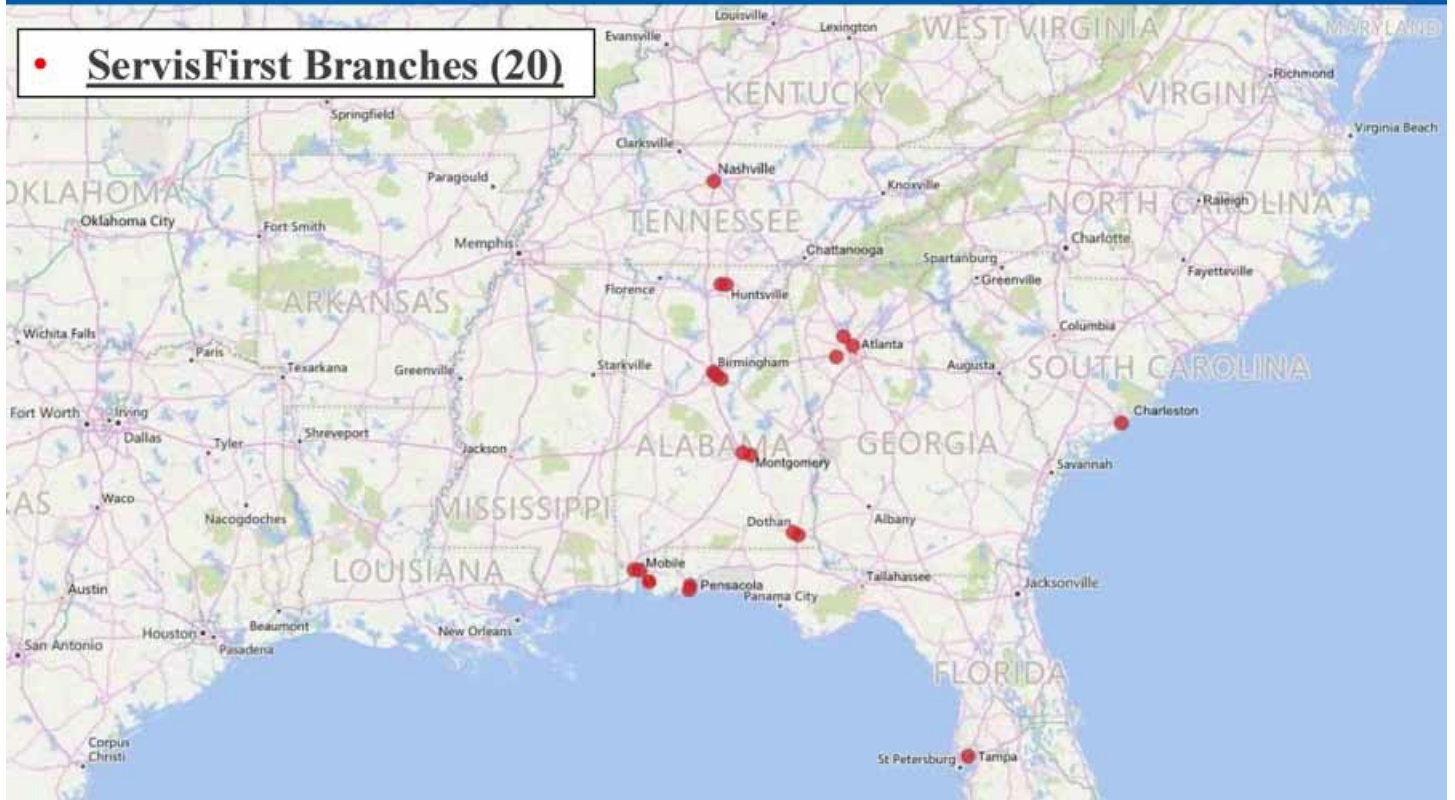 • ServisFirst Branches (20)
Louisville
Lexington
WEST VIRGINIA
MARYLAND
Evansville
Richmond
KENTUCKY
VIRGINIA
Springfield
Virginia Beach
Clarksville
Nashville
Paragould
Knoxville
OKLAHOMA
NORTH CAROLINA
Raleigh
Oklahoma City
Fort Smith
TENNESSEE
Memphis
Charlotte
Chattanooga
Spartanburg
Fayetteville
Greenville
Florence
Huntsville
ARKANSAS
Columbia
Wichita Falls
Atlanta
Paris
Birmingham
Texarkana
Greenville
Starkville
Augusta
SOUTH CAROLINA
Fort Worth
Irving
Charleston
Dallas
Shreveport
Tyler
Jackson
ALABAMA
GEORGIA
Montgomery
Savannah
Waco
XAS
MISSISSIPPI
Nacogdoches
Dothan
Albany
Mobile
LOUISIANA
Tallahassee
Jacksonville
Pensacola
Austin
Panama City
Beaumont
Houston
New Orleans
San Antonio
Pasadena
FLORIDA
Corpus
Christi
St Petersburg
Tampa